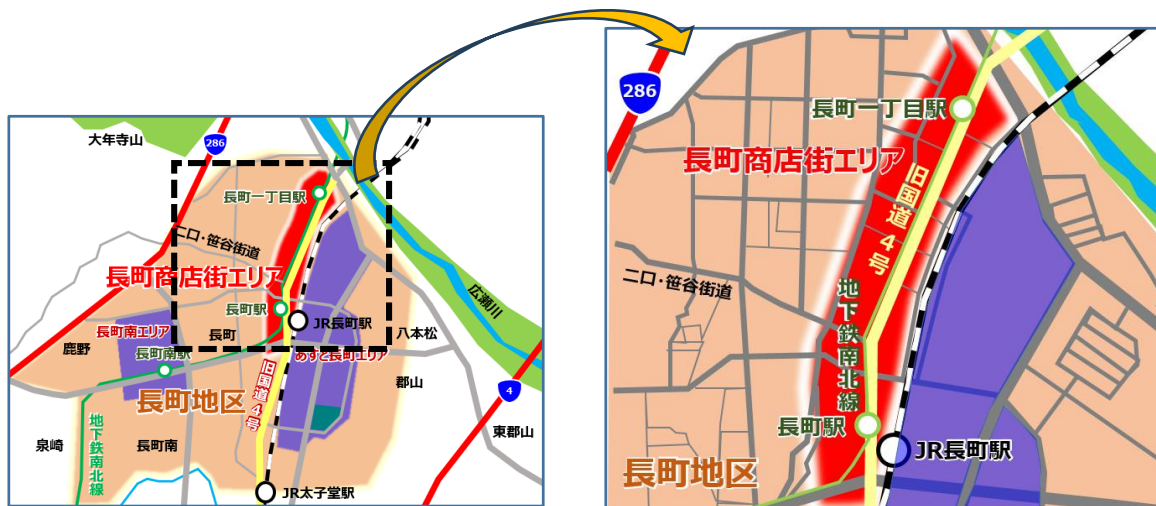 大年寺山
286
長町一丁目駅
二口・笹谷街道
長町商店街エリア
広瀬川
長町駅
JR長町駅
長町南エリア
長町
八本松
鹿野
長町南駅
あすと長町エリア
郡山
長町地区
旧国道4号
4
泉崎
長町南
地下鉄南北線
東郡山
JR太子堂駅
286
長町一丁目駅
長町商店街エリア
旧国道4号
二口・笹谷街道
地下鉄南北線
長町駅
JR長町駅
長町地区